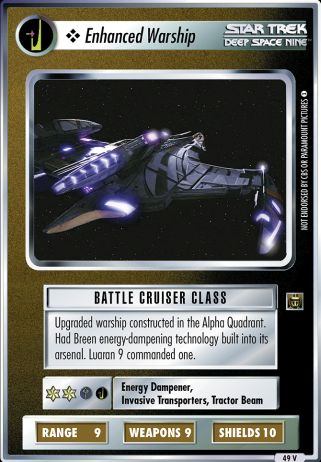 ❖ Enhanced Warship
STAR TREK
DEEP SPACE NINE™
NOT ENDORSED BY CBS OR PARAMOUNT PICTURES
BATTLE CRUISER CLASS
Upgraded warship constructed in the Alpha Quadrant.
Had Breen energy-dampening technology built into its
arsenal. Luaran 9 commanded one.
Energy Dampener,
Invasive Transporters, Tractor Beam
RANGE 9
WEAPONS 9
SHIELDS 10
49 V